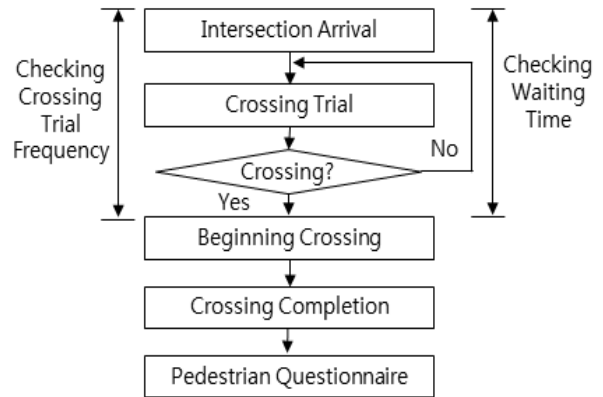 Intersection Arrival
Checking
Crossing
Trial
Frequency
Checking
Waiting
Time
Crossing Trial
Crossing?
No
Yes
Beginning Crossing
Crossing Completion
Pedestrian Questionnaire